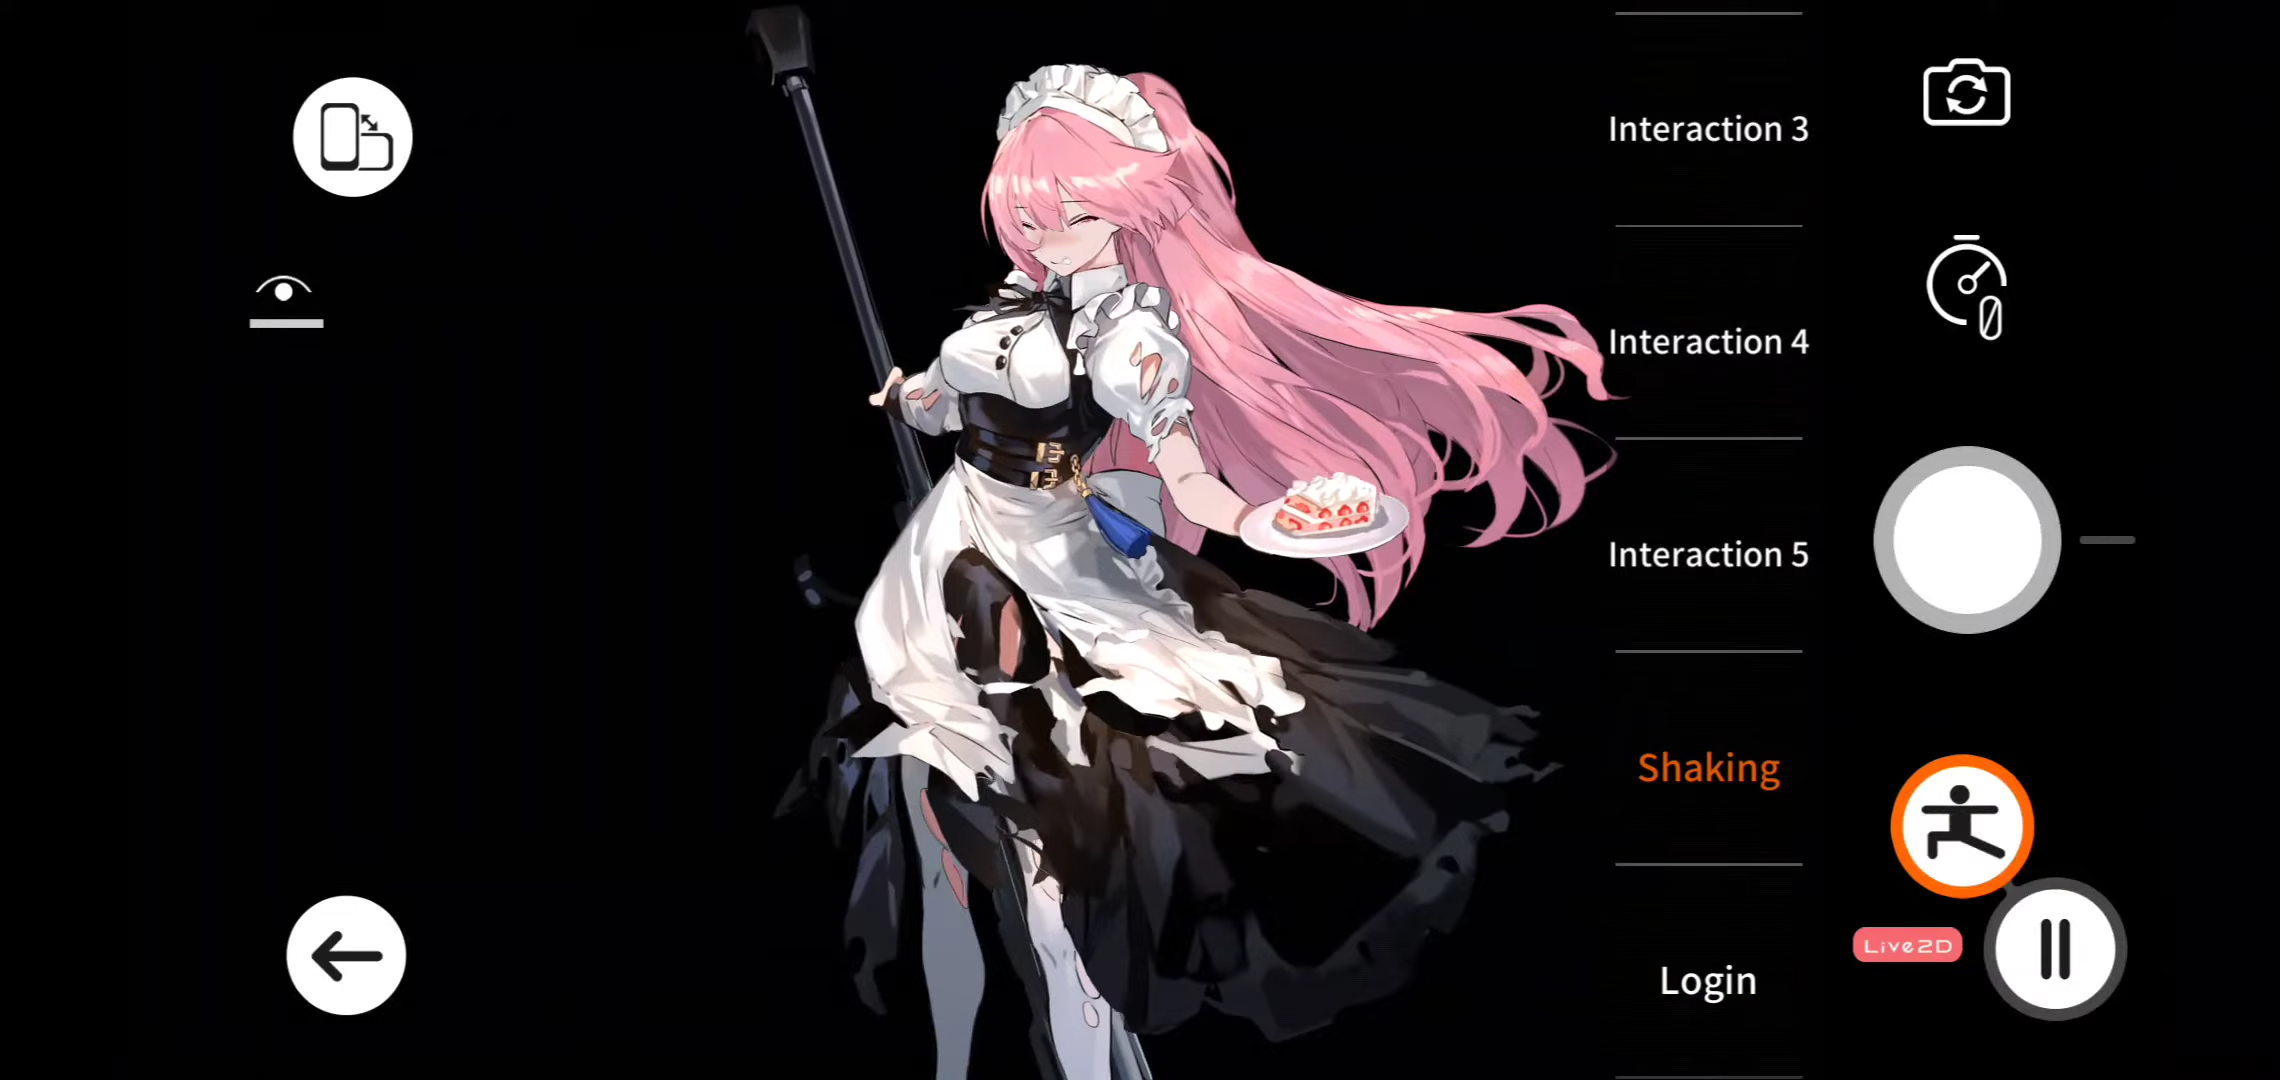 Interaction 3
Interaction 4
Interaction 5
Shaking
Login
Live2D